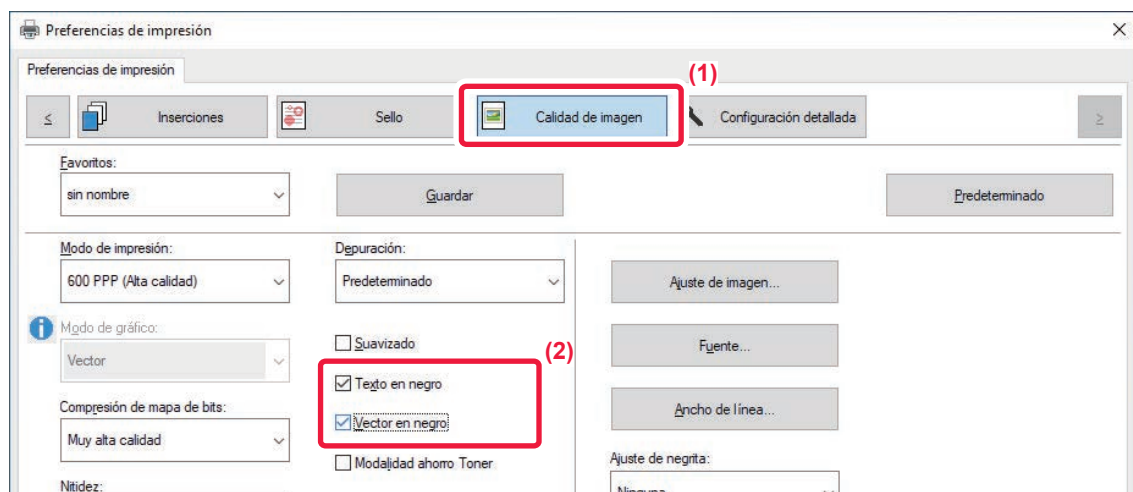 Preferencias de impresión
Preferencias de impresión
(1)
<
Inserciones
Sello
Calidad de imagen
Configuración detallada
>
Favoritos:
sin nombre
Guardar
Predeterminado
Modo de impresión:
600 PPP (Alta calidad)
Depuración:
Predeterminado
Ajuste de imagen...
Modo de gráfico:
Vector
Suavizado
(2)
Fuente...
Texto en negro
Compresión de mapa de bits:
Muy alta calidad
Vector en negro
Ancho de línea...
Modalidad ahorro Toner
Ajuste de negrita:
Ninguna
Nitidez: